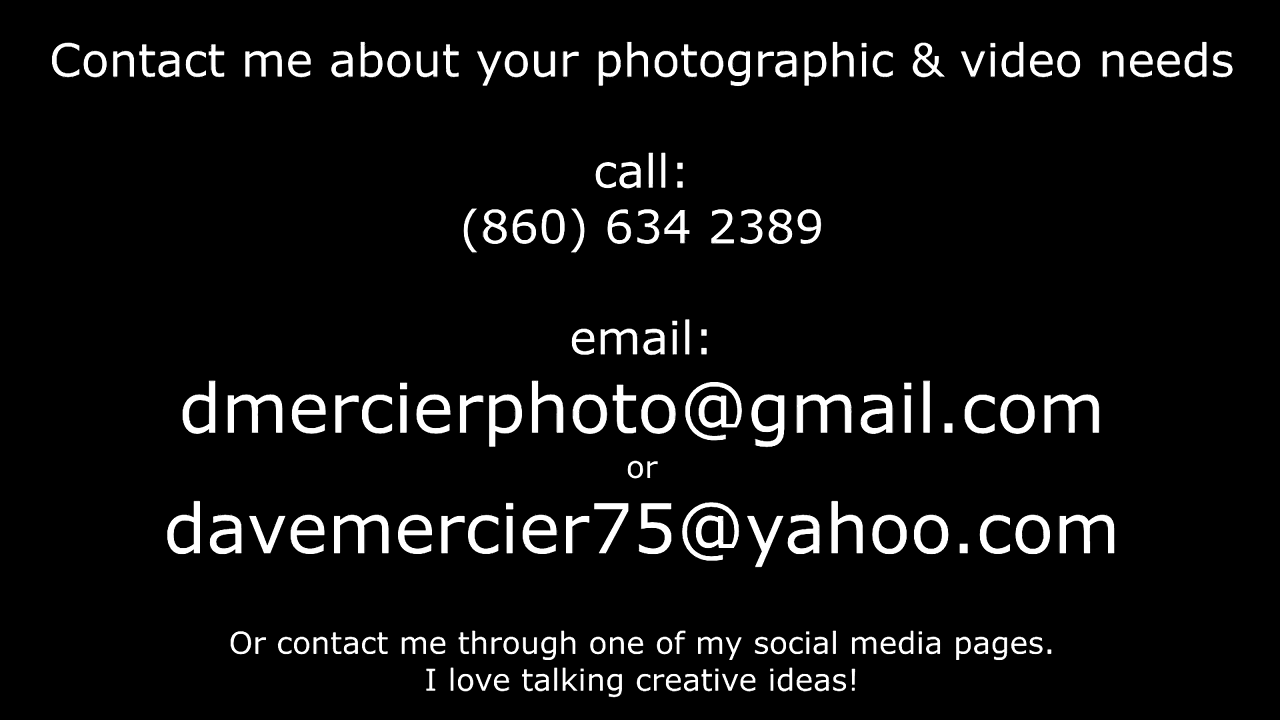 Contact me about your photographic & video needs
call:
(860) 634 2389
email:
dmercierphoto@gmail.com
or
davemercier75@yahoo.com
Or contact me through one of my social media pages.
I love talking creative ideas!